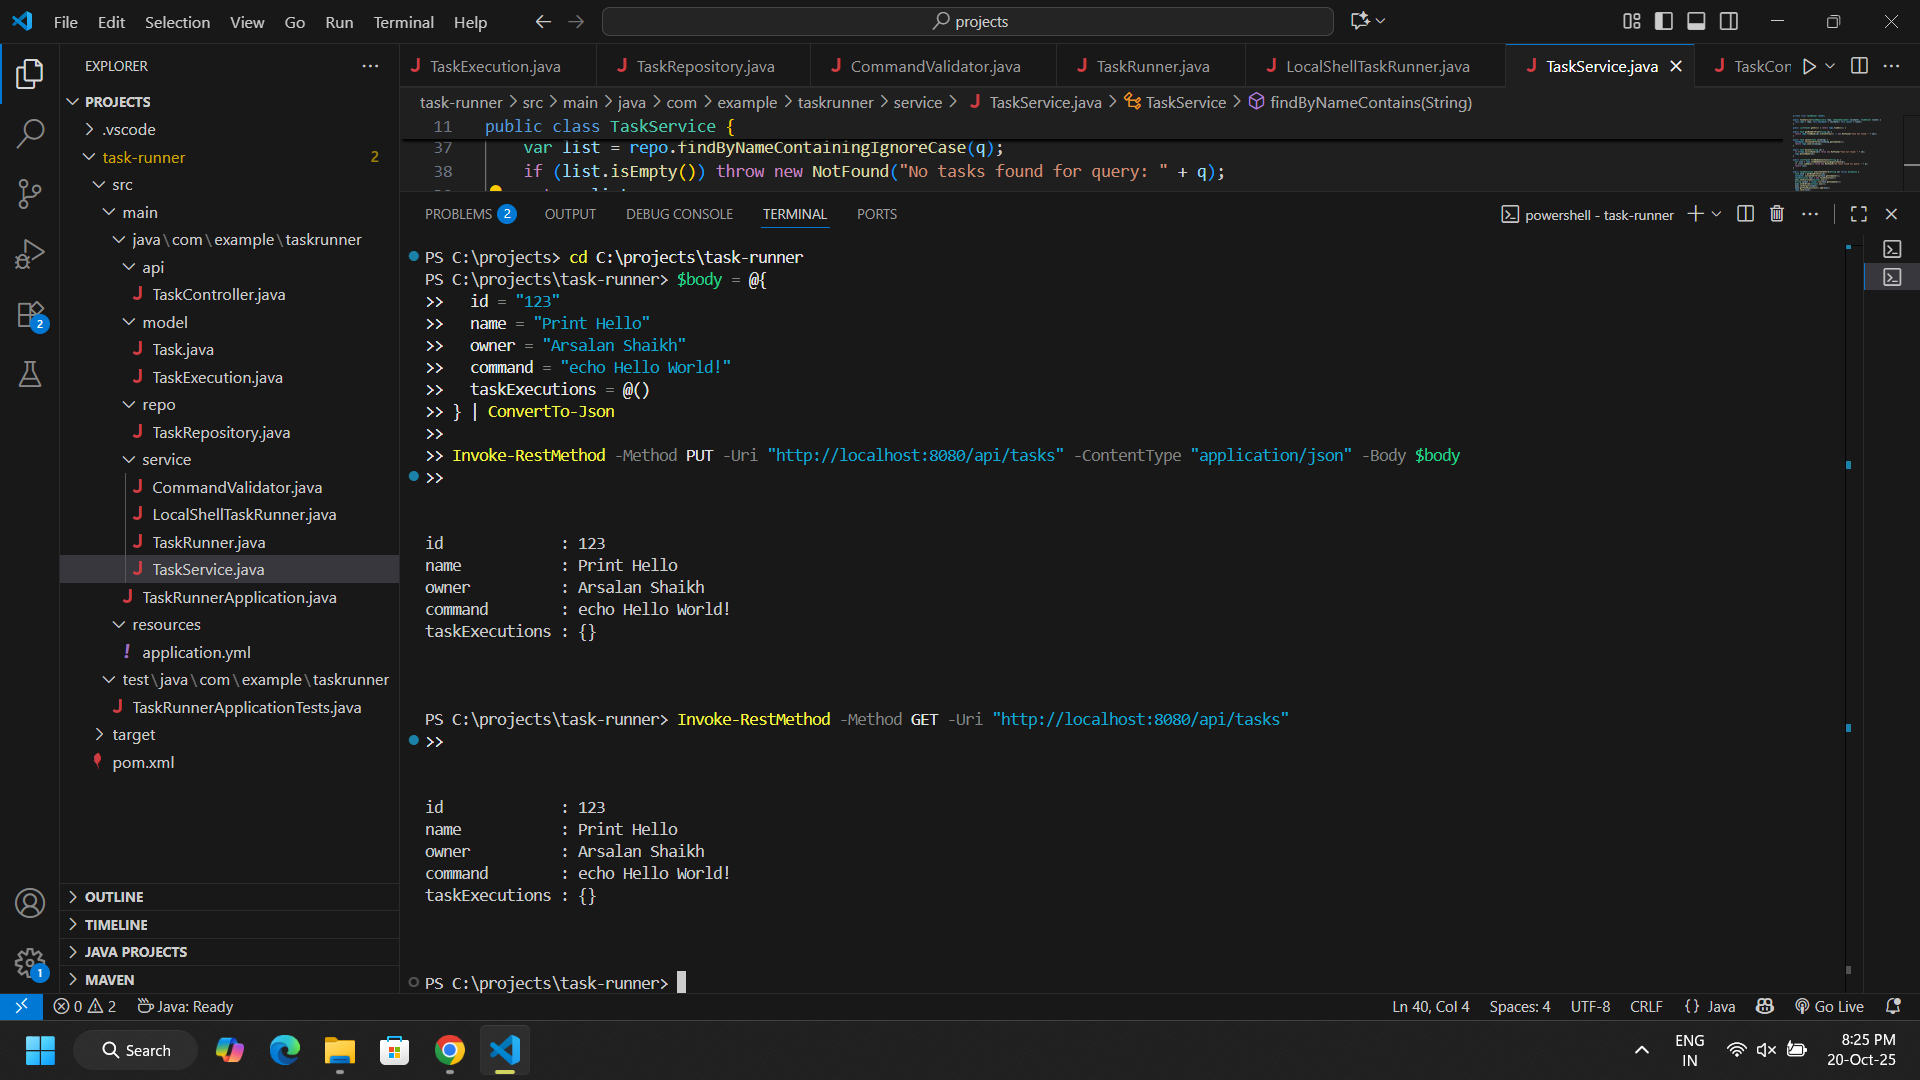 File Edit Selection View Go Run Terminal Help
projects
EXPLORER
PROJECTS
.vscode
task-runner 2
src
main
java\com\example\taskrunner
api
TaskController.java
model
Task.java
TaskExecution.java
repo
TaskRepository.java
service
CommandValidator.java
LocalShellTaskRunner.java
TaskRunner.java
TaskService.java
TaskRunnerApplication.java
resources
application.yml
test\java\com\example\taskrunner
TaskRunnerApplicationTests.java
target
pom.xml
OUTLINE
TIMELINE
JAVA PROJECTS
MAVEN
2
1
TaskExecution.java TaskRepository.java CommandValidator.java TaskRunner.java LocalShellTaskRunner.java TaskService.java TaskCon
task-runner > src > main > java > com > example > taskrunner > service > TaskService.java > TaskService > findByNameContains(String)
11 public class TaskService {
37 var list = repo.findByNameContainingIgnoreCase(q);
38 if (list.isEmpty()) throw new NotFound("No tasks found for query: " + q);
PROBLEMS 2 OUTPUT DEBUG CONSOLE TERMINAL PORTS
powershell - task-runner
PS C:\projects> cd C:\projects\task-runner
PS C:\projects\task-runner> $body = @{
>> id = "123"
>> name = "Print Hello"
>> owner = "Arsalan Shaikh"
>> command = "echo Hello World!"
>> taskExecutions = @()
>> } | ConvertTo-Json
>>
>> Invoke-RestMethod -Method PUT -Uri "http://localhost:8080/api/tasks" -ContentType "application/json" -Body $body
>>
id : 123
name : Print Hello
owner : Arsalan Shaikh
command : echo Hello World!
taskExecutions : {}
PS C:\projects\task-runner> Invoke-RestMethod -Method GET -Uri "http://localhost:8080/api/tasks"
>>
id : 123
name : Print Hello
owner : Arsalan Shaikh
command : echo Hello World!
taskExecutions : {}
PS C:\projects\task-runner>
0 2 Java: Ready
Ln 40, Col 4 Spaces: 4 UTF-8 CRLF {} Java Go Live
Search
ENG
IN
8:25 PM
20-Oct-25